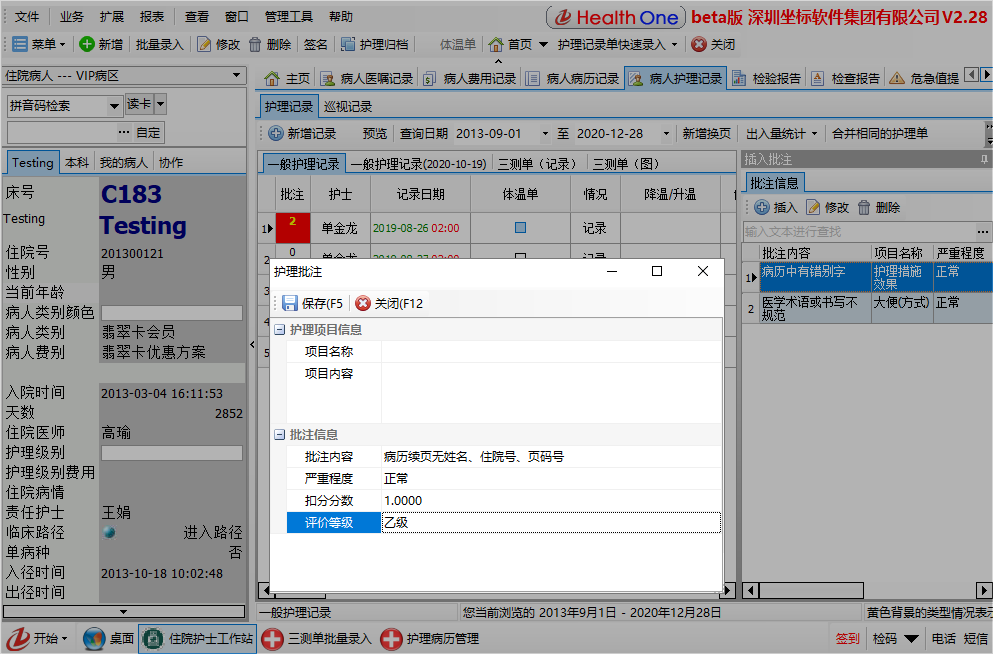 文件 业务 扩展 报表 查看 窗口 管理工具 帮助 Health One beta版 深圳坐标软件集团有限公司 V2.28
菜单 新增 批量录入 修改 删除 签名 护理归档 体温单 首页 护理记录单快速录入 关闭
住院病人 --- VIP病区
主页 病人医嘱记录 病人费用记录 病人病历记录 病人护理记录 检验报告 检查报告 危急值提
拼音码检索 读卡
护理记录 巡视记录
... 自定
新增记录 预览 查询日期 2013-09-01 至 2020-12-28 新增换页 出入量统计 合并相同的护理单
Testing 本科 我的病人 协作
一般护理记录 一般护理记录(2020-10-19) 三测单（记录） 三测单（图）
插入批注
批注信息
床号 C183
Testing Testing
批注 护士 记录日期 体温单 情况 降温/升温
插入 修改 删除
输入文本进行查找 ...
1 2 单金龙 2019-08-26 02:00 记录
批注内容 项目名称 严重程度
住院号 201300121
2 0
1 病历中有错别字 护理措施效果 正常
性别 男
2 医学术语或书写不规范 大便(方式) 正常
当前年龄
3
病人类别颜色
4
病人类别 翡翠卡会员
5
病人费别 翡翠卡优惠方案
入院时间 2013-03-04 16:11:53
天数 2852
住院医师 高瑜
护理级别
护理级别费用
住院病情
责任护士 王娟
临床路径 进入路径
单病种 否
入径时间 2013-10-18 10:02:48
出径时间
护理批注
保存(F5 关闭(F12
护理项目信息
项目名称
项目内容
批注信息
批注内容 病历续页无姓名、住院号、页码号
严重程度 正常
扣分分数 1.0000
评价等级 乙级
一般护理记录 您当前浏览的 2013年9月1日 - 2020年12月28日 黄色背景的类型情况表示
开始 桌面 住院护士工作站 三测单批量录入 护理病历管理 签到 检码 电话 短信